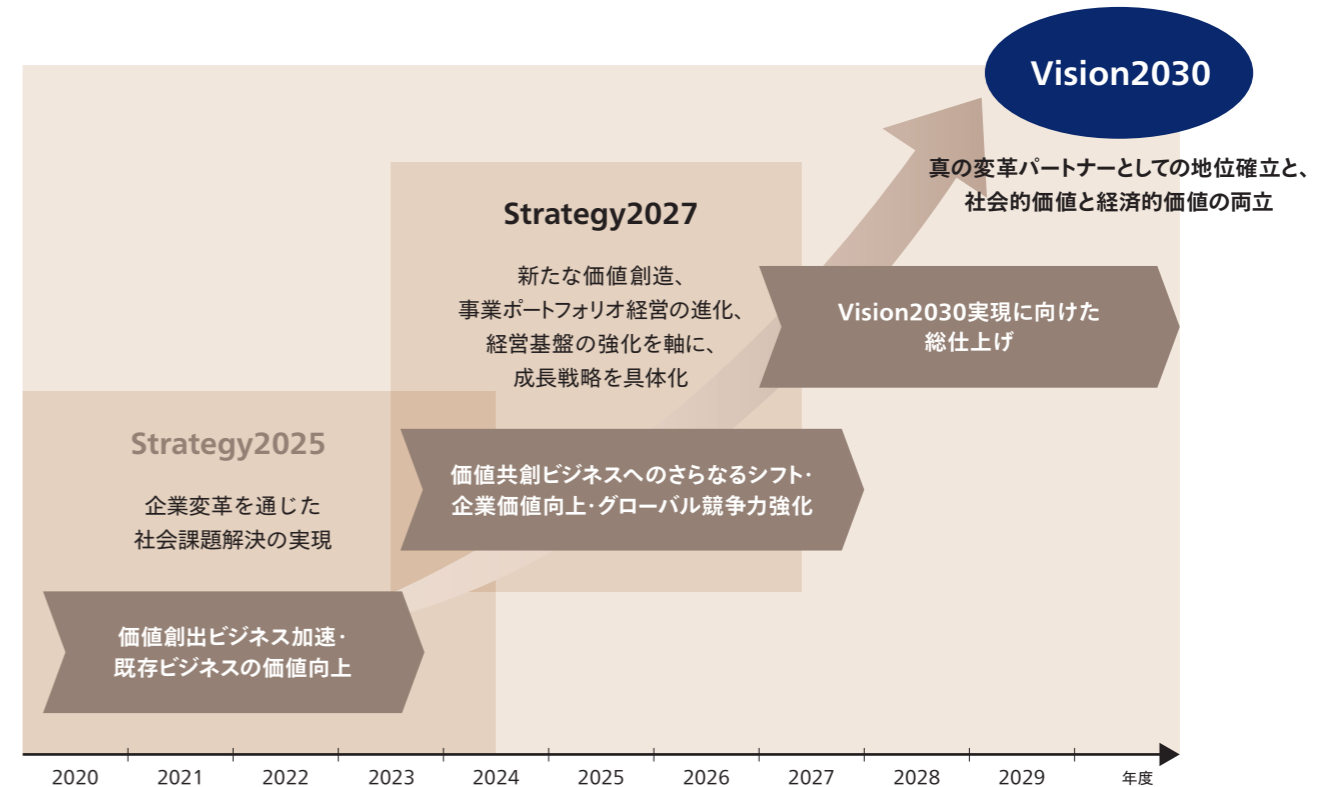 Vision2030
真の変革パートナーとしての地位確立と、
社会的価値と経済的価値の両立
Strategy2027
新たな価値創造、
事業ポートフォリオ経営の進化、
経営基盤の強化を軸に、
成長戦略を具体化
Vision2030実現に向けた
総仕上げ
Strategy2025
企業変革を通じた
社会課題解決の実現
価値共創ビジネスへのさらなるシフト・
企業価値向上・グローバル競争力強化
価値創出ビジネス加速・
既存ビジネスの価値向上
2020 2021 2022 2023 2024 2025 2026 2027 2028 2029 年度